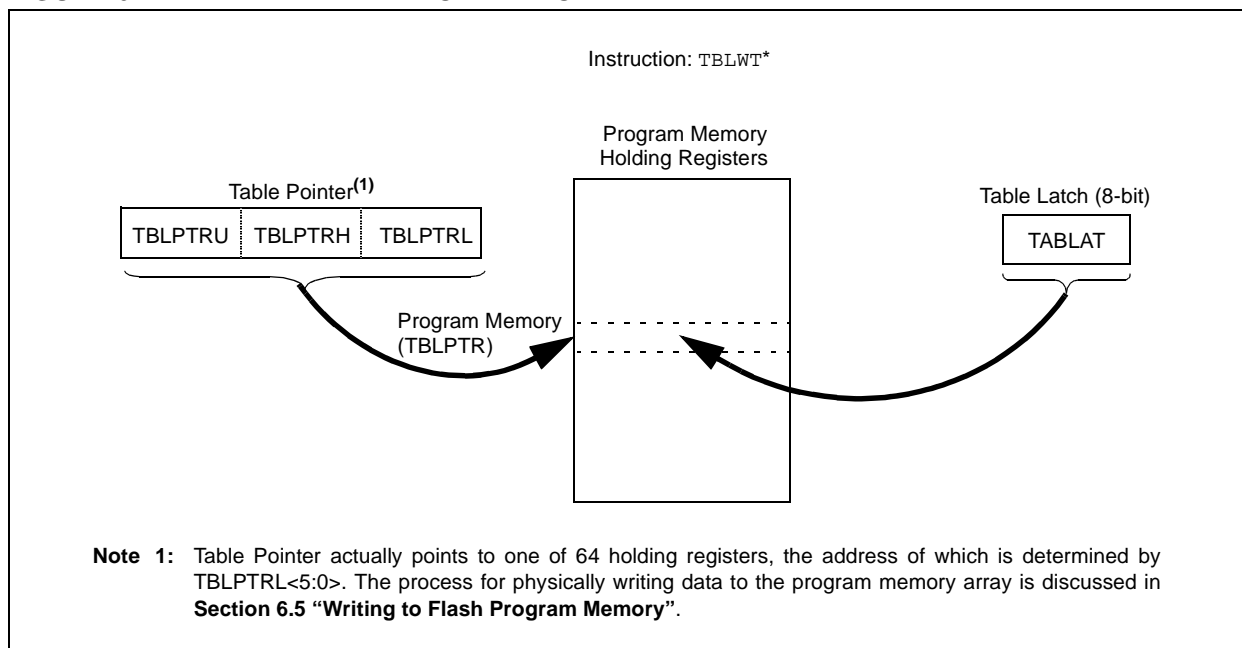 Instruction: TBLWT*
Program Memory
Holding Registers
Table Pointer(1)
Table Latch (8-bit)
TBLPTRU TBLPTRH TBLPTRL
TABLAT
Program Memory
(TBLPTR)
Note 1: Table Pointer actually points to one of 64 holding registers, the address of which is determined by
TBLPTRL<5:0>. The process for physically writing data to the program memory array is discussed in
Section 6.5 “Writing to Flash Program Memory”.